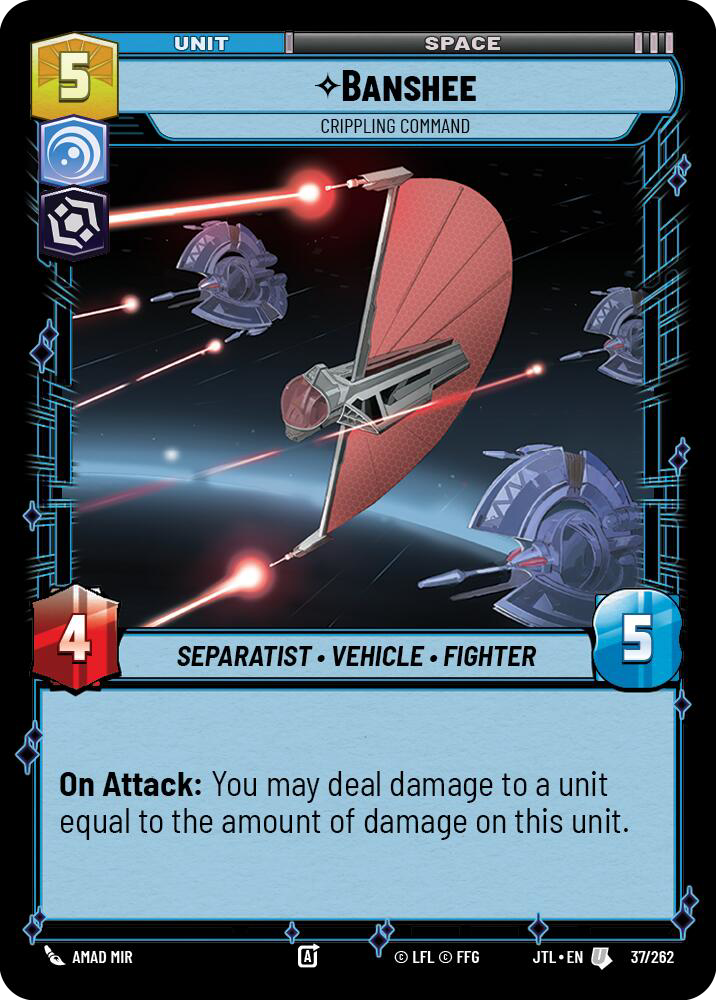 UNIT
SPACE
5
BANSHEE
CRIPPLING COMMAND
4
SEPARATIST • VEHICLE • FIGHTER
5
On Attack: You may deal damage to a unit
equal to the amount of damage on this unit.
AMAD MIR
A
© LFL © FFG
JTL • EN
U
37/262